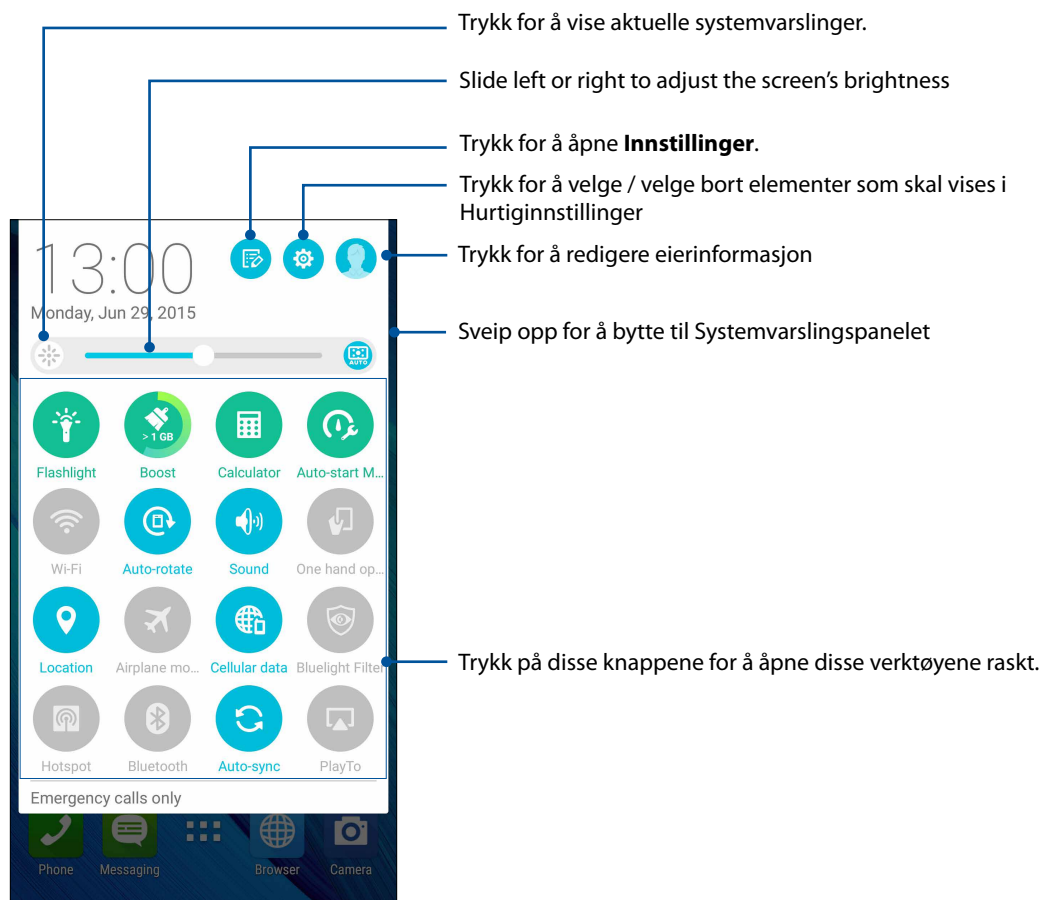 Trykk for å vise aktuelle systemvarslinger.
Slide left or right to adjust the screen's brightness
Trykk for å åpne Innstillinger.
Trykk for å velge / velge bort elementer som skal vises i
Hurtiginnstillinger
Trykk for å redigere eierinformasjon
Sveip opp for å bytte til Systemvarslingspanelet
Trykk på disse knappene for å åpne disse verktøyene raskt.
13:00
Monday, Jun 29, 2015
AUTO
> 1 GB
Flashlight Boost Calculator Auto-start M...
Wi-Fi Auto-rotate Sound One hand op...
Location Airplane mo... Cellular data Bluelight Filter
Hotspot Bluetooth Auto-sync PlayTo
Emergency calls only
Phone Messaging Browser Camera